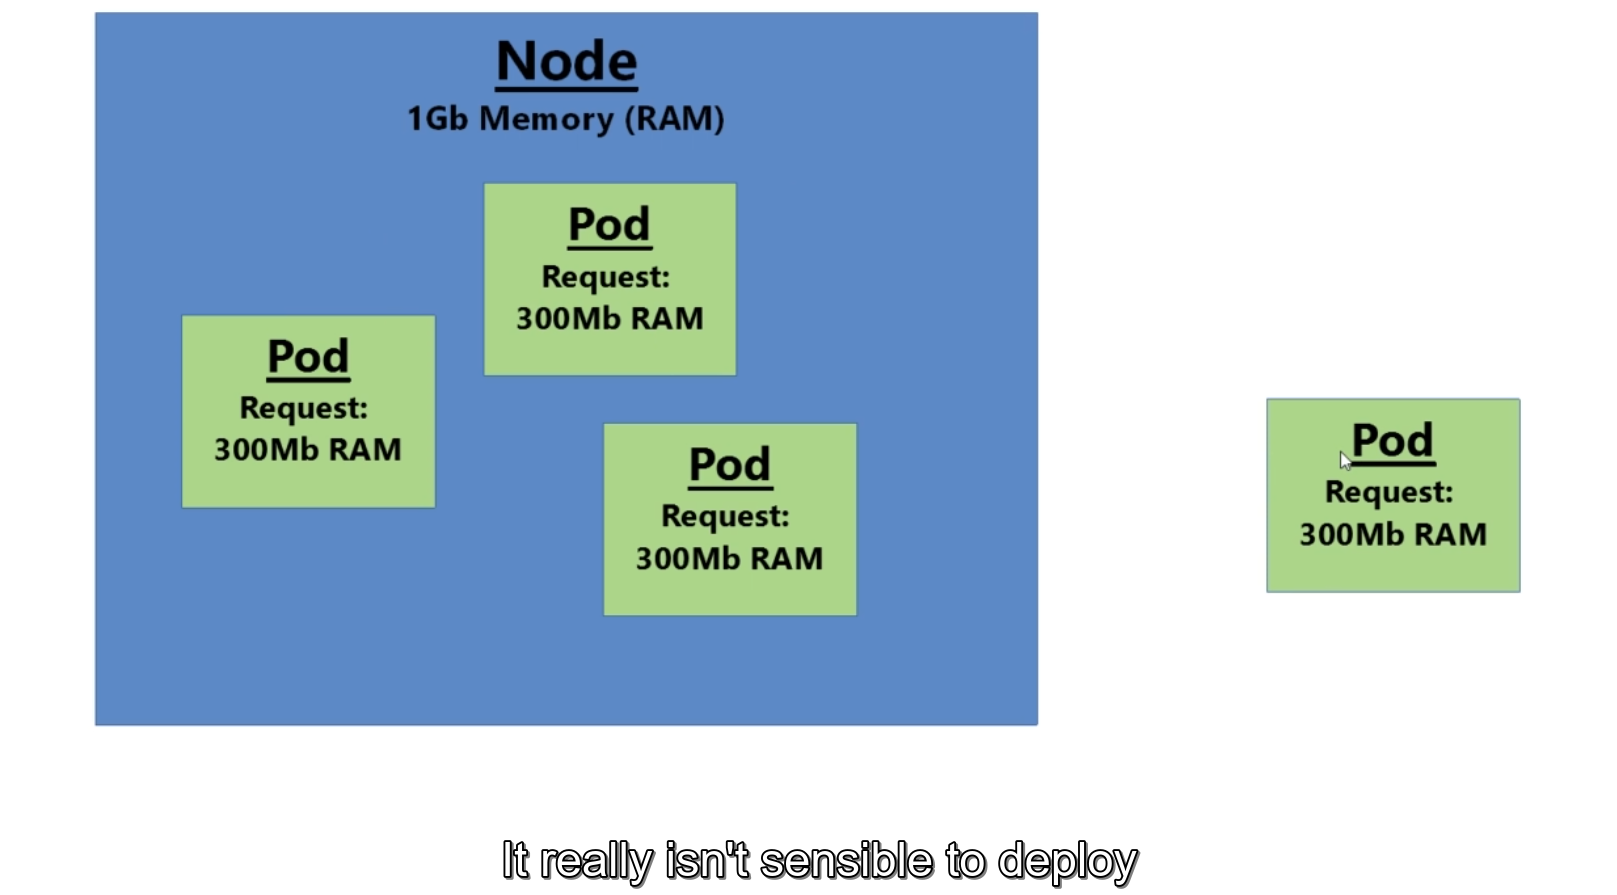 Node
1Gb Memory (RAM)
Pod
Request:
300Mb RAM
Pod
Request:
300Mb RAM
Pod
Request:
300Mb RAM
Pod
Request:
300Mb RAM
It really isn't sensible to deploy